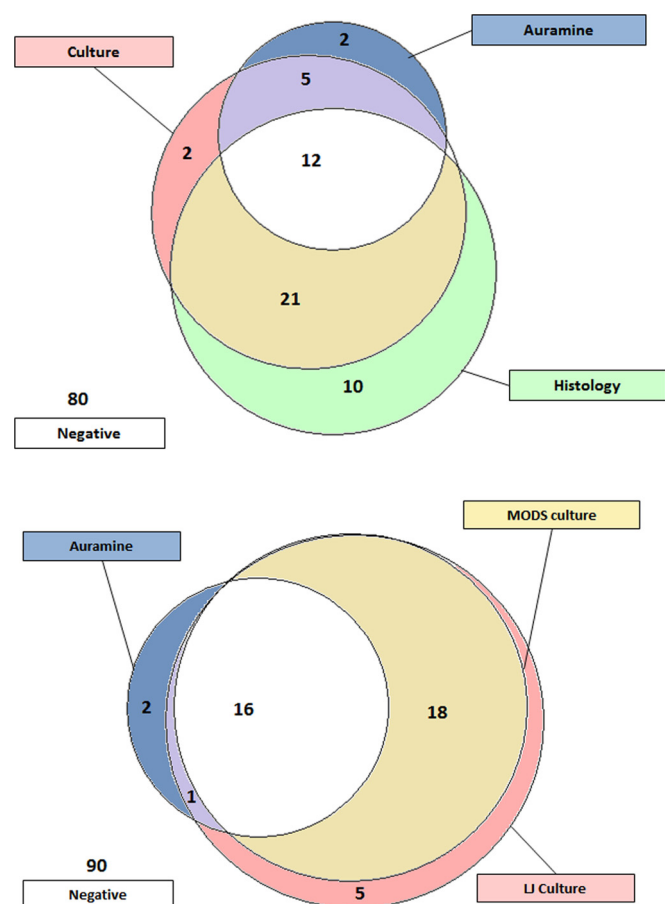 2
Auramine
Culture
5
2
12
21
10
Histology
80
Negative
MODS culture
Auramine
2
16
18
1
90
Negative
5
LJ Culture